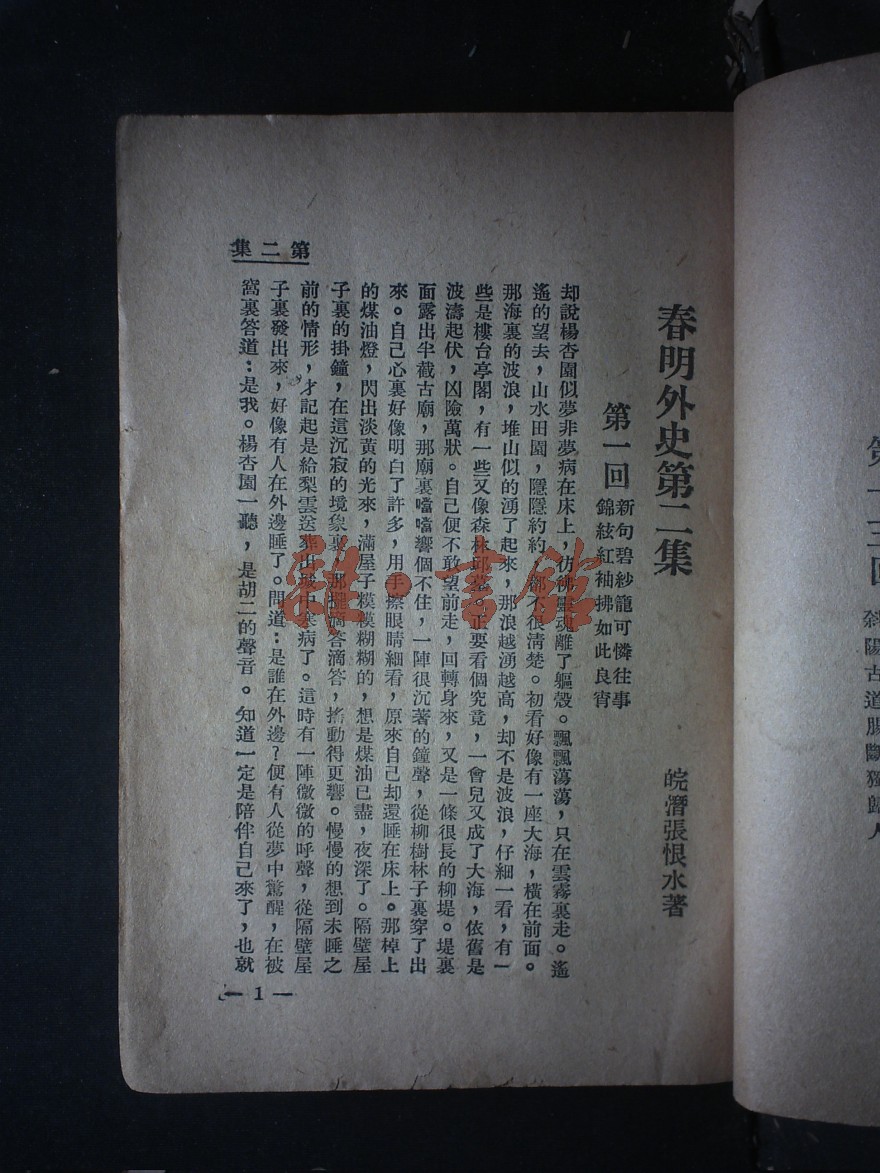 春明外史第二集
皖潛張恨水著
第一回
新句碧紗籠可憐往事
錦絃紅袖拂如此良宵
却說楊杏園似夢非夢病在床上，彷彿靈魂離了軀殼。飄飄蕩蕩，只在雲霧裏走。遙
遙的望去，山水田園，隱隱約約，都不很清楚。初看好像有一座大海，橫在前面。
那海裏的波浪，堆山似的湧了起來，那浪越湧越高，却不是波浪，仔細一看，有一
些是樓台亭閣，有一些又像森林邱墓。正要看個究竟，一會兒又成了大海，依舊是
波濤起伏，凶險萬狀。自己便不敢望前走，回轉身來，又是一條很長的柳堤。堤裏
面露出半截古廟，那廟裏噹噹響個不住，一陣很沉著的鐘聲，從柳樹林子裏穿了出
來。自己心裏好像明白了許多，用手擦眼睛細看，原來自己却還睡在床上。那棹上
的煤油燈，閃出淡黃的光來，滿屋子糢糢糊糊的，想是煤油已盡，夜深了。隔壁屋
子裏的掛鐘，在這沉寂的境象裏，那擺滴答滴答，搖動得更響。慢慢的想到未睡之
前的情形，才記起是給梨雲送葬出城中寒病了。這時有一陣微微的呼聲，從隔壁屋
子裏發出來，好像有人在外邊睡了。問道：是誰在外邊？便有人從夢中驚醒，在被
窩裏答道：是我。楊杏園一聽，是胡二的聲音。知道一定是陪伴自己來了，也就
第二集
— 1 —
斜陽古道腸斷獨歸人
雜·書館